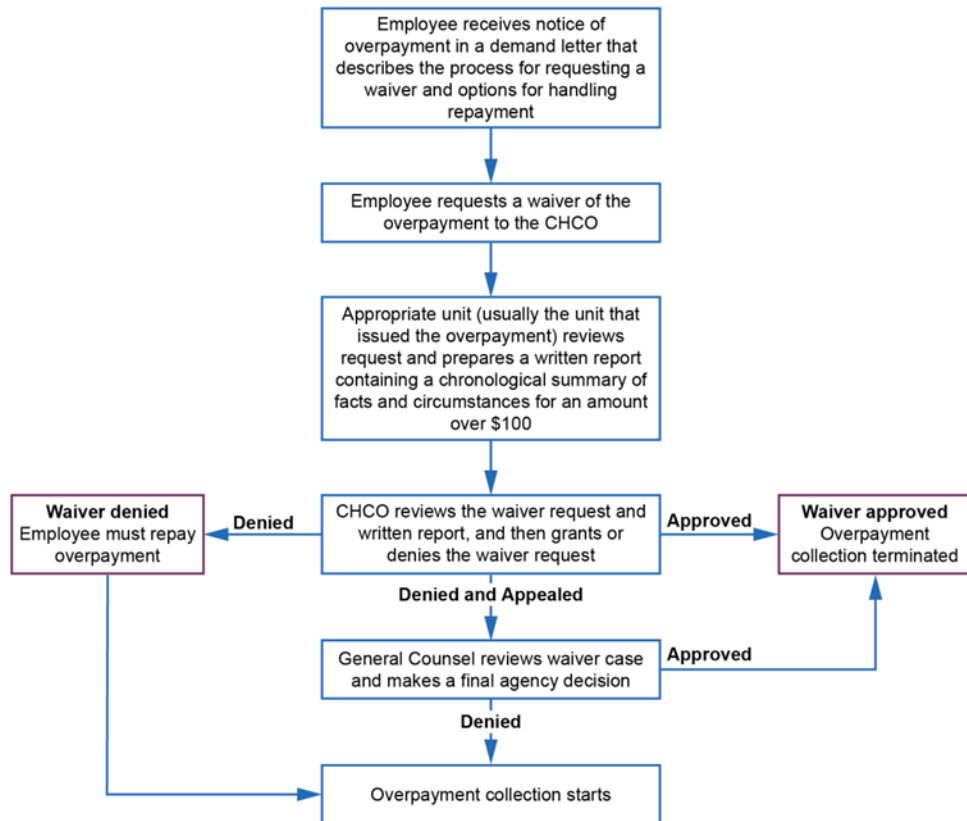 Employee receives notice of
overpayment in a demand letter that
describes the process for requesting a
waiver and options for handling
repayment
Employee requests a waiver of the
overpayment to the CHCO
Appropriate unit (usually the unit that
issued the overpayment) reviews
request and prepares a written report
containing a chronological summary of
facts and circumstances for an amount
over $100
Waiver denied
Employee must repay
overpayment
Denied
CHCO reviews the waiver request and
written report, and then grants or
denies the waiver request
Approved
Waiver approved
Overpayment
collection terminated
Denied and Appealed
General Counsel reviews waiver case
and makes a final agency decision
Approved
Denied
Overpayment collection starts